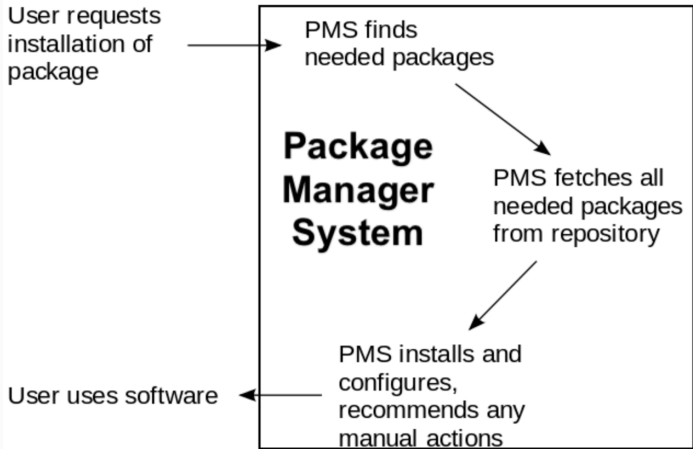 User requests
installation of
package
PMS finds
needed packages
Package
Manager
System
PMS fetches all
needed packages
from repository
PMS installs and
configures,
recommends any
manual actions
User uses software